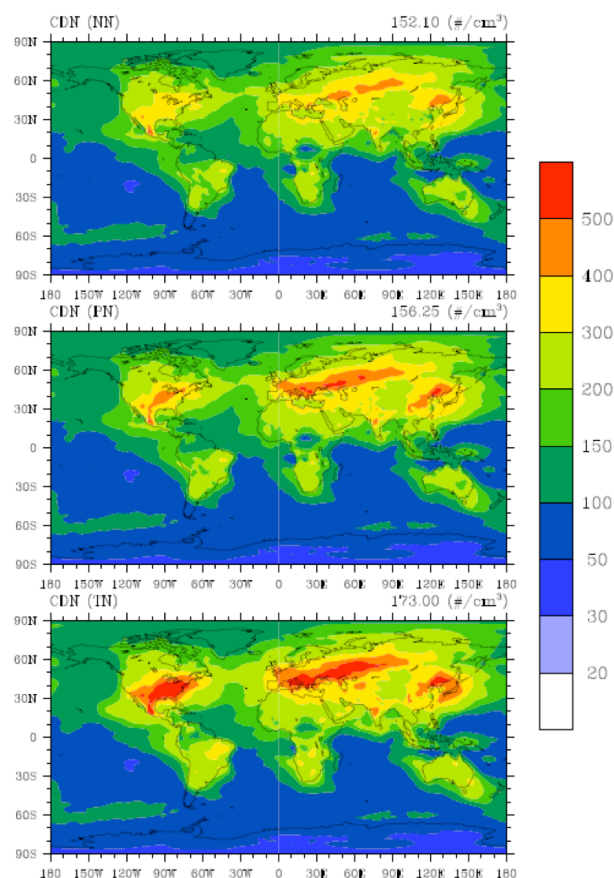 CDN (NN) 152.10 (#/cm³)
90N
60N
30N
0
30S
60S
90S
180 150W 120W 90W 60W 30W 0 30E 60E 90E 120E 150E 180
CDN (PN) 156.25 (#/cm³)
90N
60N
30N
0
30S
60S
90S
180 150W 120W 90W 60W 30W 0 30E 60E 90E 120E 150E 180
CDN (TN) 173.00 (#/cm³)
90N
60N
30N
0
30S
60S
90S
180 150W 120W 90W 60W 30W 0 30E 60E 90E 120E 150E 180
500
400
300
200
150
100
50
30
20